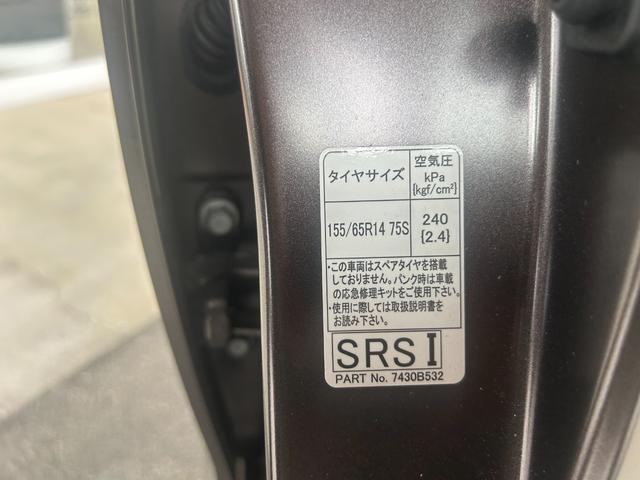 タイヤサイズ
空気圧
kPa
{kgf/cm²}
155/65R14 75S
240
{2.4}
・この車両はスペアタイヤを搭載
しておりません。パンク時は車載
の応急修理キットをご使用下さい。
・使用に際しては取扱説明書を
お読み下さい。
SRS I
PART No. 7430B532